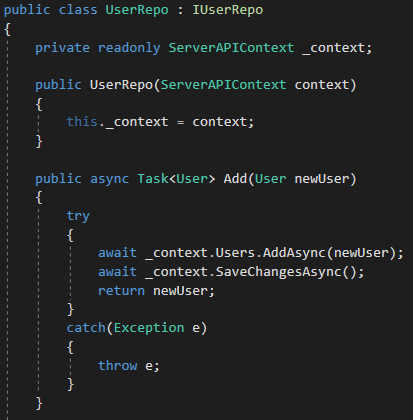 public class UserRepo : IUserRepo
{
private readonly ServerAPIContext _context;
public UserRepo(ServerAPIContext context)
{
this._context = context;
}
public async Task<User> Add(User newUser)
{
try
{
await _context.Users.AddAsync(newUser);
await _context.SaveChangesAsync();
return newUser;
}
catch(Exception e)
{
throw e;
}
}